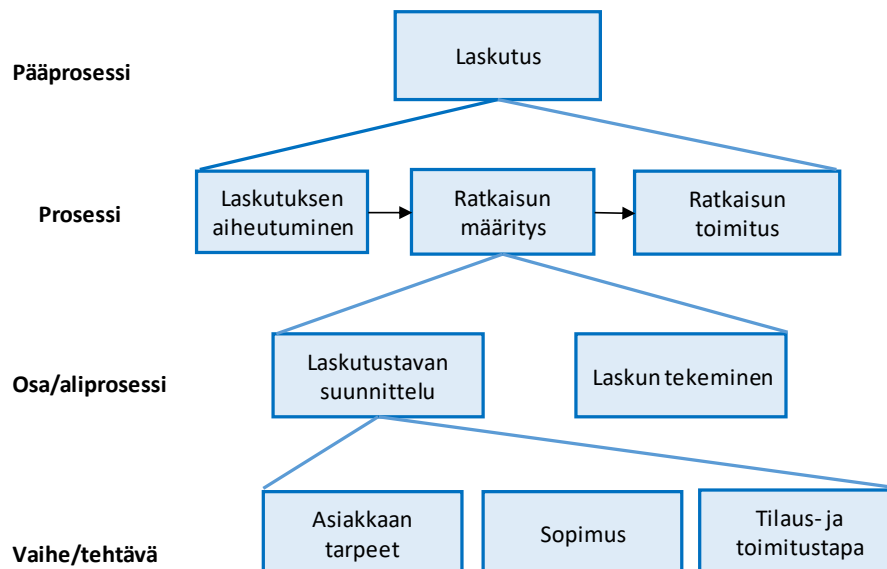 Laskutus
Pääprosessi
Laskutuksen
aiheutuminen
Ratkaisun
määritys
Ratkaisun
toimitus
Prosessi
Laskutustavan
suunnittelu
Laskun tekeminen
Osa/aliprosessi
Asiakkaan
tarpeet
Sopimus
Tilaus- ja
toimitustapa
Vaihe/tehtävä